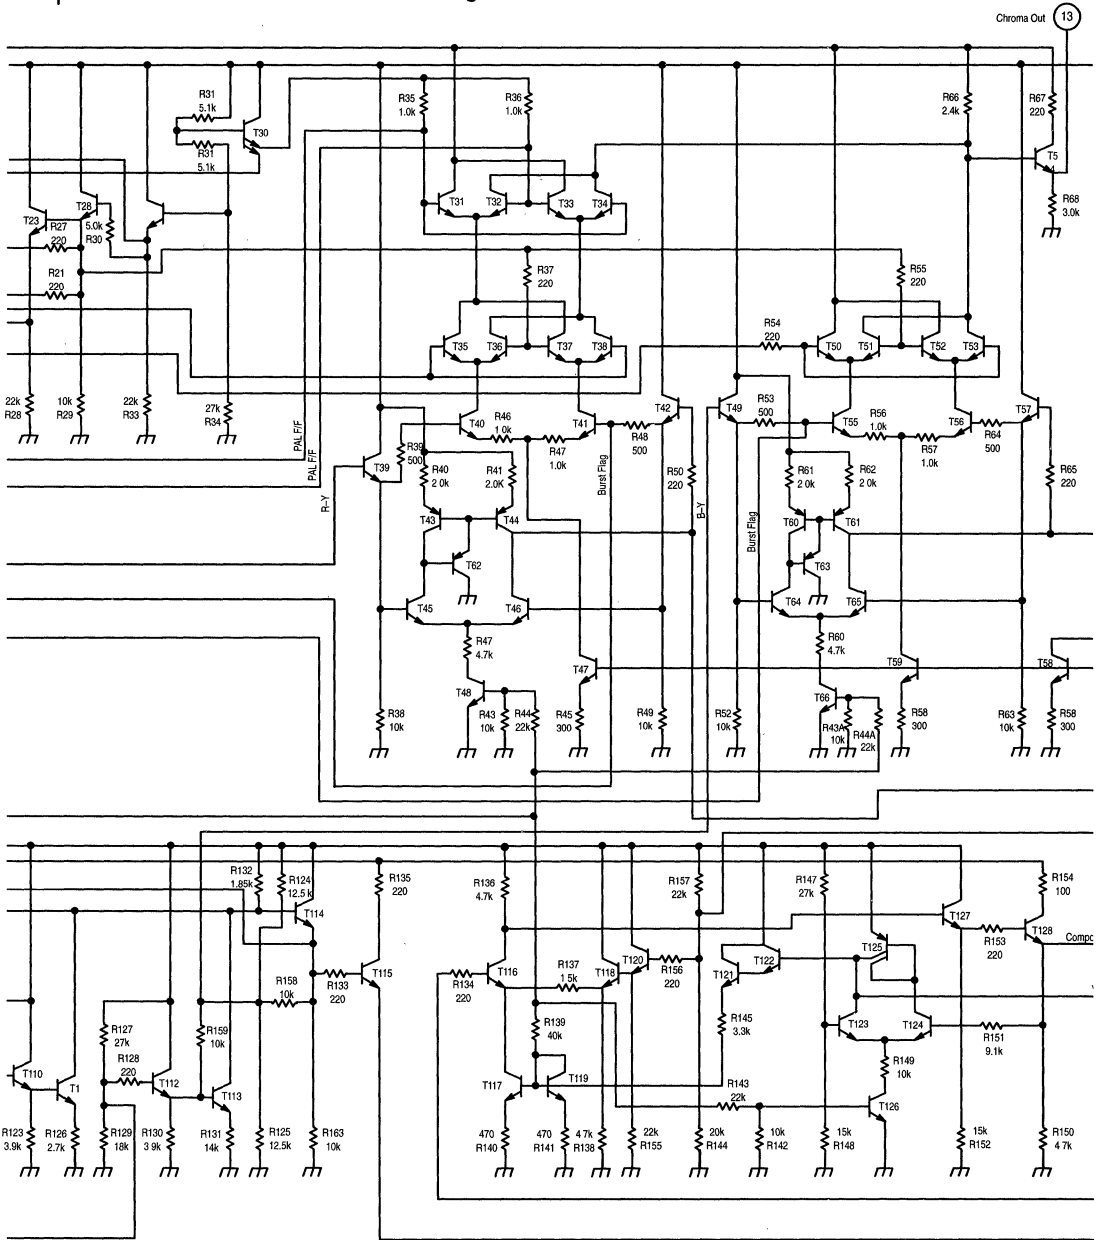 Chroma Out
13
R31
5.1k
T30
R31
5.1k
R35
1.0k
R36
1.0k
R66
2.4k
R67
220
T5
R68
3.0k
T23
T28
R27
220
5.0k
R30
R21
220
T31
T32
T33
T34
R37
220
R55
220
R54
220
T35
T36
T37
T38
T50
T51
T52
T53
22k
R28
10k
R29
22k
R33
27k
R34
PAL F/F
PAL F/F
R-Y
T39
R39
500
T40
R46
1 0k
R47
1.0k
T41
R48
500
T42
T49
R53
500
T55
R56
1.0k
R57
1.0k
T56
R64
500
T57
R40
2 0k
R41
2.0K
Burst Flag
R50
220
B-Y
Burst Flag
R61
2 0k
R62
2 0k
R65
220
T43
T44
T62
T60
T61
T63
T45
T46
T64
T65
R47
4.7k
R60
4.7k
T48
T47
T66
T59
T58
R38
10k
R43
10k
R44
22k
R45
300
R49
10k
R52
10k
R43A
10k
R44A
22k
R58
300
R63
10k
R58
300
R132
1.85k
R124
12.5 k
T114
R135
220
R136
4.7k
R157
22k
R147
27k
R154
100
T127
R153
220
T128
Compo
R158
10k
R133
220
T115
R134
220
T116
R137
1 5k
T118
T120
R156
220
T121
T122
T125
R127
27k
R159
10k
R139
40k
R145
3.3k
T123
T124
R151
9.1k
R149
10k
T110
T1
R128
220
T112
T113
T117
T119
R143
22k
T126
R123
3.9k
R126
2.7k
R129
18k
R130
3 9k
R131
14k
R125
12.5k
R163
10k
470
R140
470
R141
4 7k
R138
22k
R155
20k
R144
10k
R142
15k
R148
15k
R152
R150
4 7k